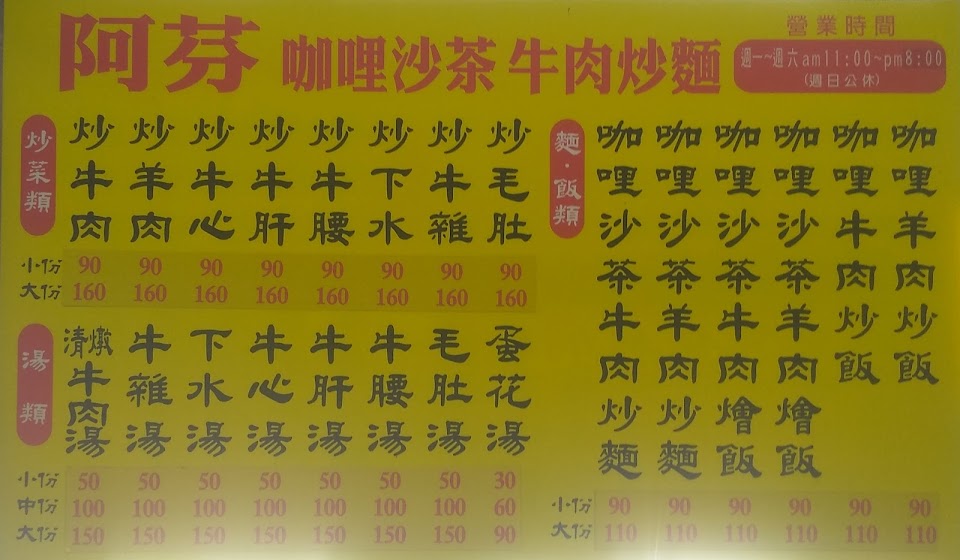 阿芬 咖哩沙茶牛肉炒麵
營業時間
週一~週六am11:00~pm8:00
(週日公休)
炒菜類
炒牛肉
炒羊肉
炒牛心
炒牛肝
炒牛腰
炒下水
炒牛雜
炒毛肚
小份 90 90 90 90 90 90 90 90
大份 160 160 160 160 160 160 160 160
湯類
清燉牛肉湯
牛雜湯
下水湯
牛心湯
牛肝湯
牛腰湯
毛肚湯
蛋花湯
小份 50 50 50 50 50 50 50 30
中份 100 100 100 100 100 100 100 60
大份 150 150 150 150 150 150 150 90
麵·飯類
咖哩沙茶牛肉炒麵
咖哩沙茶羊肉炒麵
咖哩沙茶牛肉燴飯
咖哩沙茶羊肉燴飯
咖哩牛肉炒飯
咖哩羊肉炒飯
小份 90 90 90 90 90 90
大份 110 110 110 110 110 110